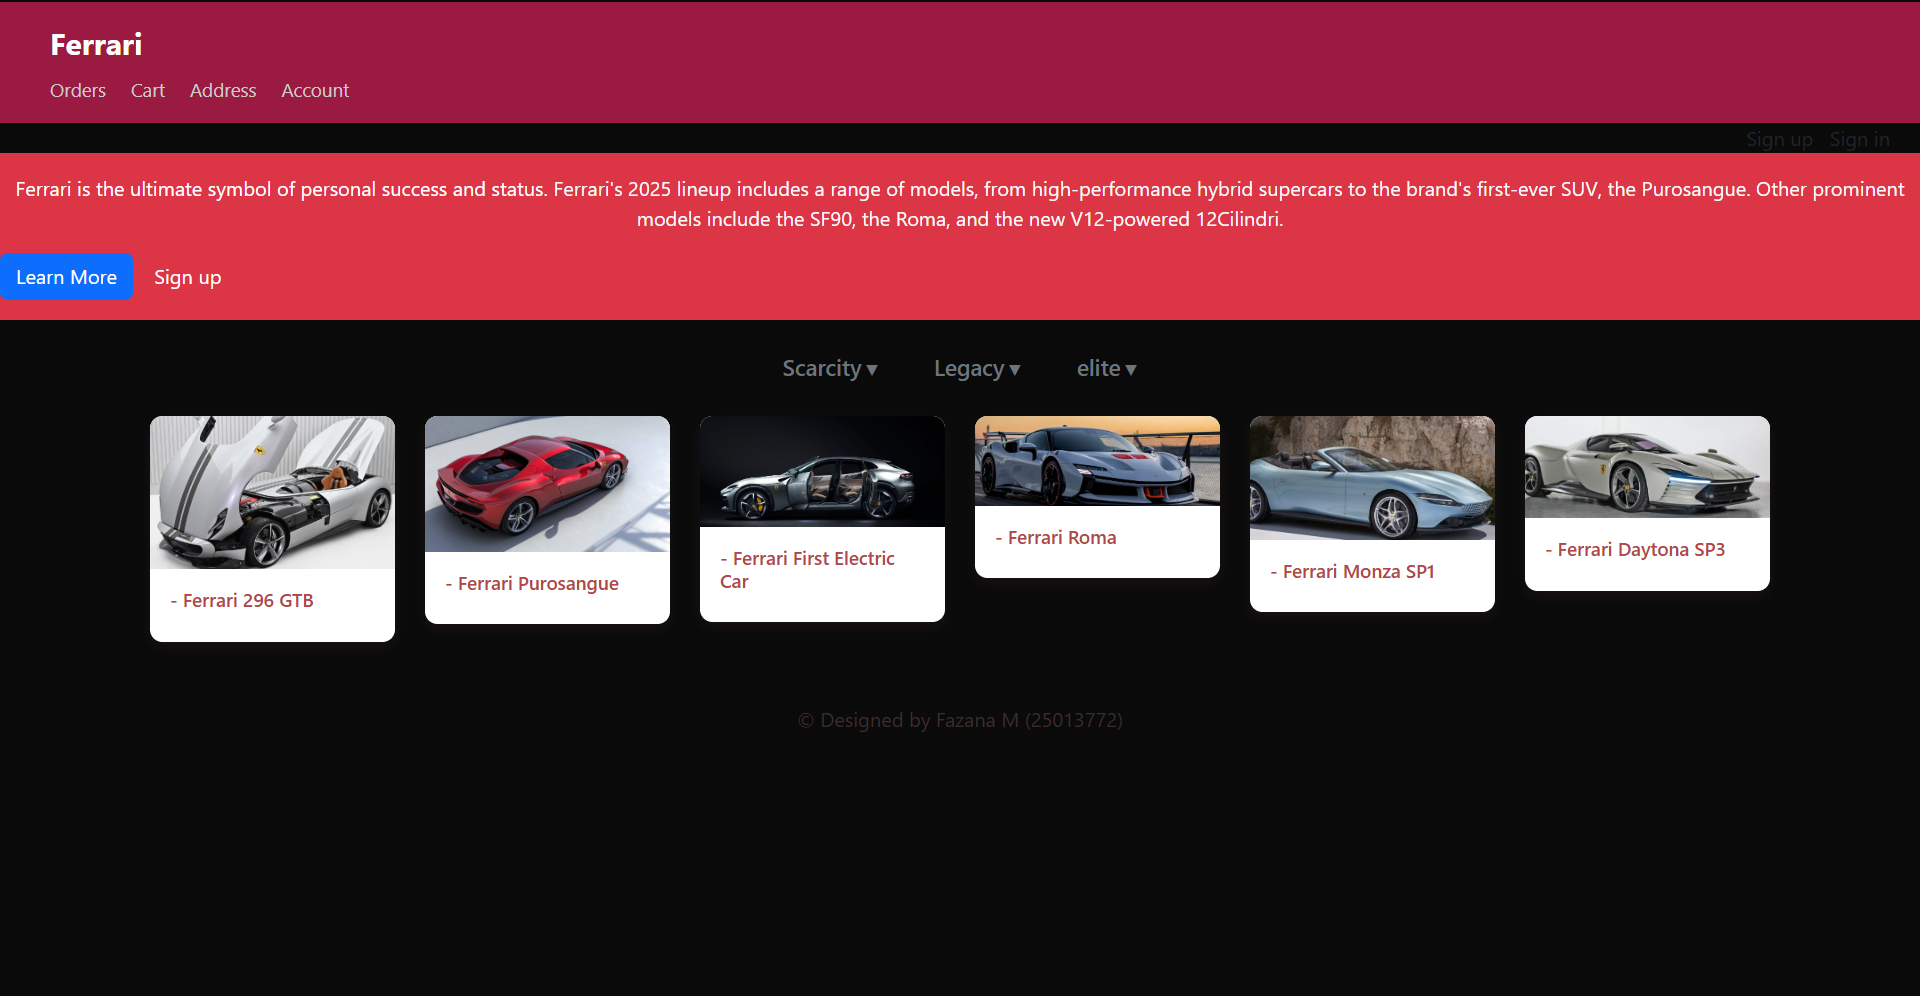 Ferrari
Orders Cart Address Account
Sign up Sign in
Ferrari is the ultimate symbol of personal success and status. Ferrari's 2025 lineup includes a range of models, from high-performance hybrid supercars to the brand's first-ever SUV, the Purosangue. Other prominent
models include the SF90, the Roma, and the new V12-powered 12Cilindri.
Learn More Sign up
Scarcity ▾ Legacy ▾ elite ▾
- Ferrari 296 GTB
- Ferrari Purosangue
- Ferrari First Electric
Car
- Ferrari Roma
- Ferrari Monza SP1
- Ferrari Daytona SP3
© Designed by Fazana M (25013772)